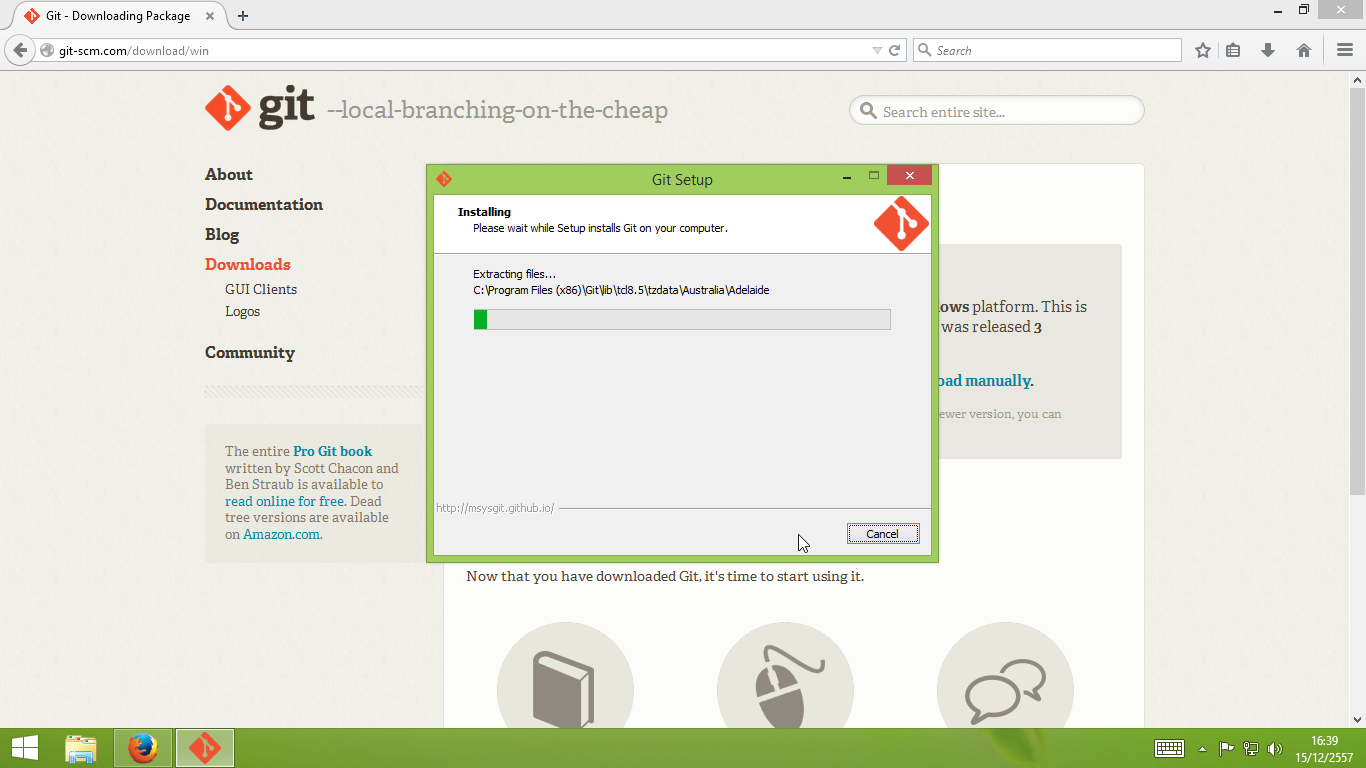 Git - Downloading Package
git-scm.com/download/win
Search
git --local-branching-on-the-cheap
Search entire site...
About
Documentation
Blog
Downloads
GUI Clients
Logos
Community
The entire Pro Git book
written by Scott Chacon and
Ben Straub is available to
read online for free. Dead
tree versions are available
on Amazon.com.
Git Setup
Installing
Please wait while Setup installs Git on your computer.
Extracting files...
C:\Program Files (x86)\Git\lib\tcl8.5\tzdata\Australia\Adelaide
http://msysgit.github.io/
Cancel
platform. This is
was released 3
manually.
version, you can
Now that you have downloaded Git, it's time to start using it.
16:39
15/12/2557